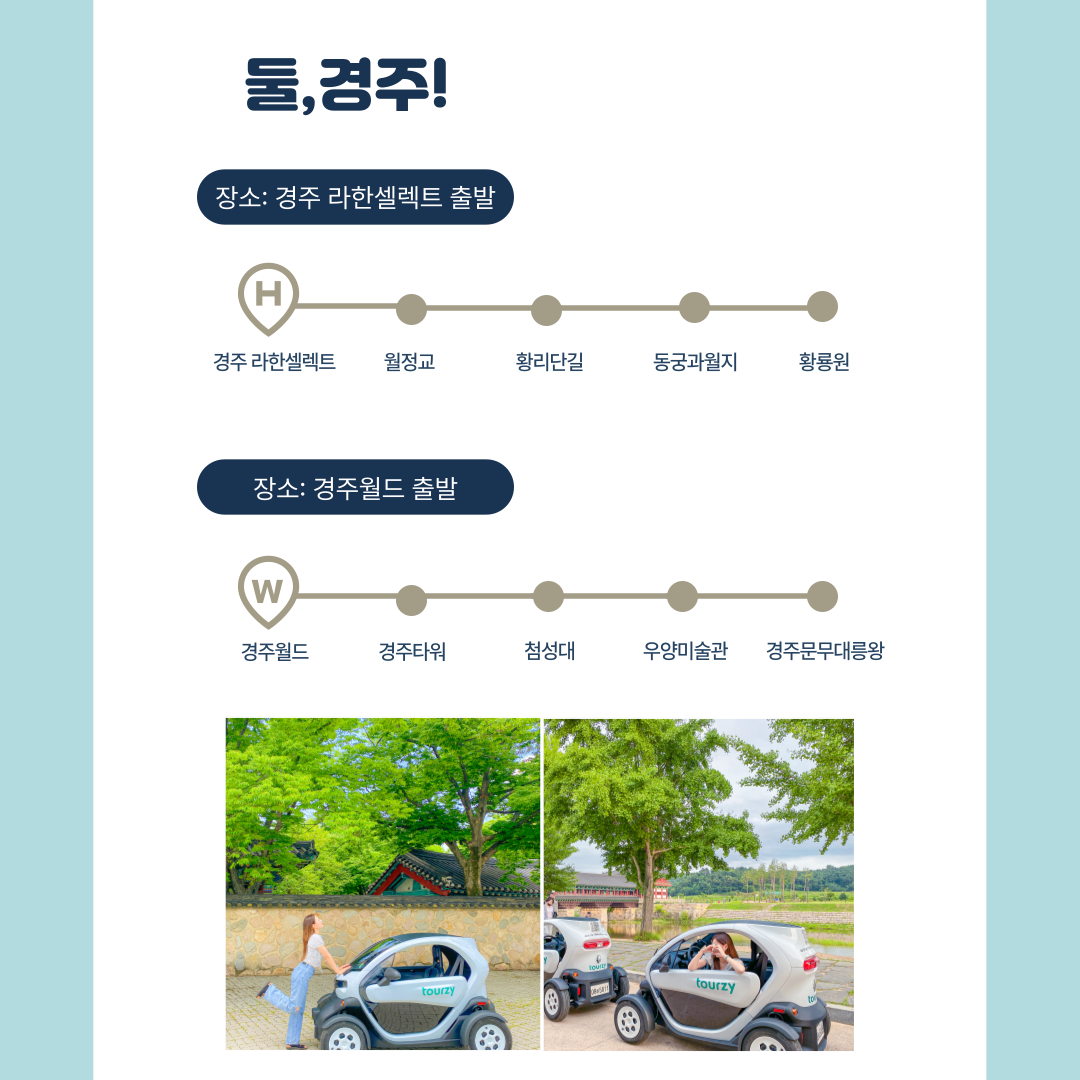 둘,경주!
장소: 경주 라한셀렉트 출발
H
경주 라한셀렉트
월정교
황리단길
동궁과월지
황룡원
장소: 경주월드 출발
W
경주월드
경주타워
첨성대
우양미술관
경주문무대릉왕
tourzy
tourzy
tourzy